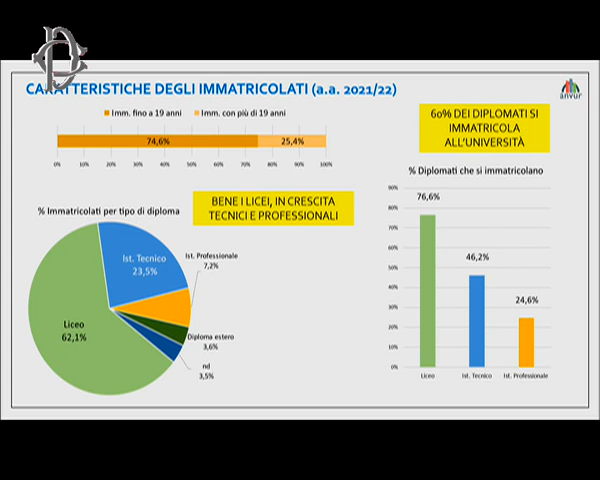 CARATTERISTICHE DEGLI IMMATRICOLATI (a.a. 2021/22)
anvur
Imm. fino a 19 anni
Imm. con più di 19 anni
74,6%
25,4%
0% 10% 20% 30% 40% 50% 60% 70% 80% 90% 100%
60% DEI DIPLOMATI SI
IMMATRICOLA
ALL'UNIVERSITÀ
BENE I LICEI, IN CRESCITA
TECNICI E PROFESSIONALI
% Immatricolati per tipo di diploma
Ist. Tecnico
23,5%
Ist. Professionale
7,2%
Liceo
62,1%
Diploma estero
3,6%
nd
3,5%
% Diplomati che si immatricolano
90%
80%
70%
60%
50%
40%
30%
20%
10%
0%
76,6%
46,2%
24,6%
Liceo
Ist. Tecnico
Ist. Professionale